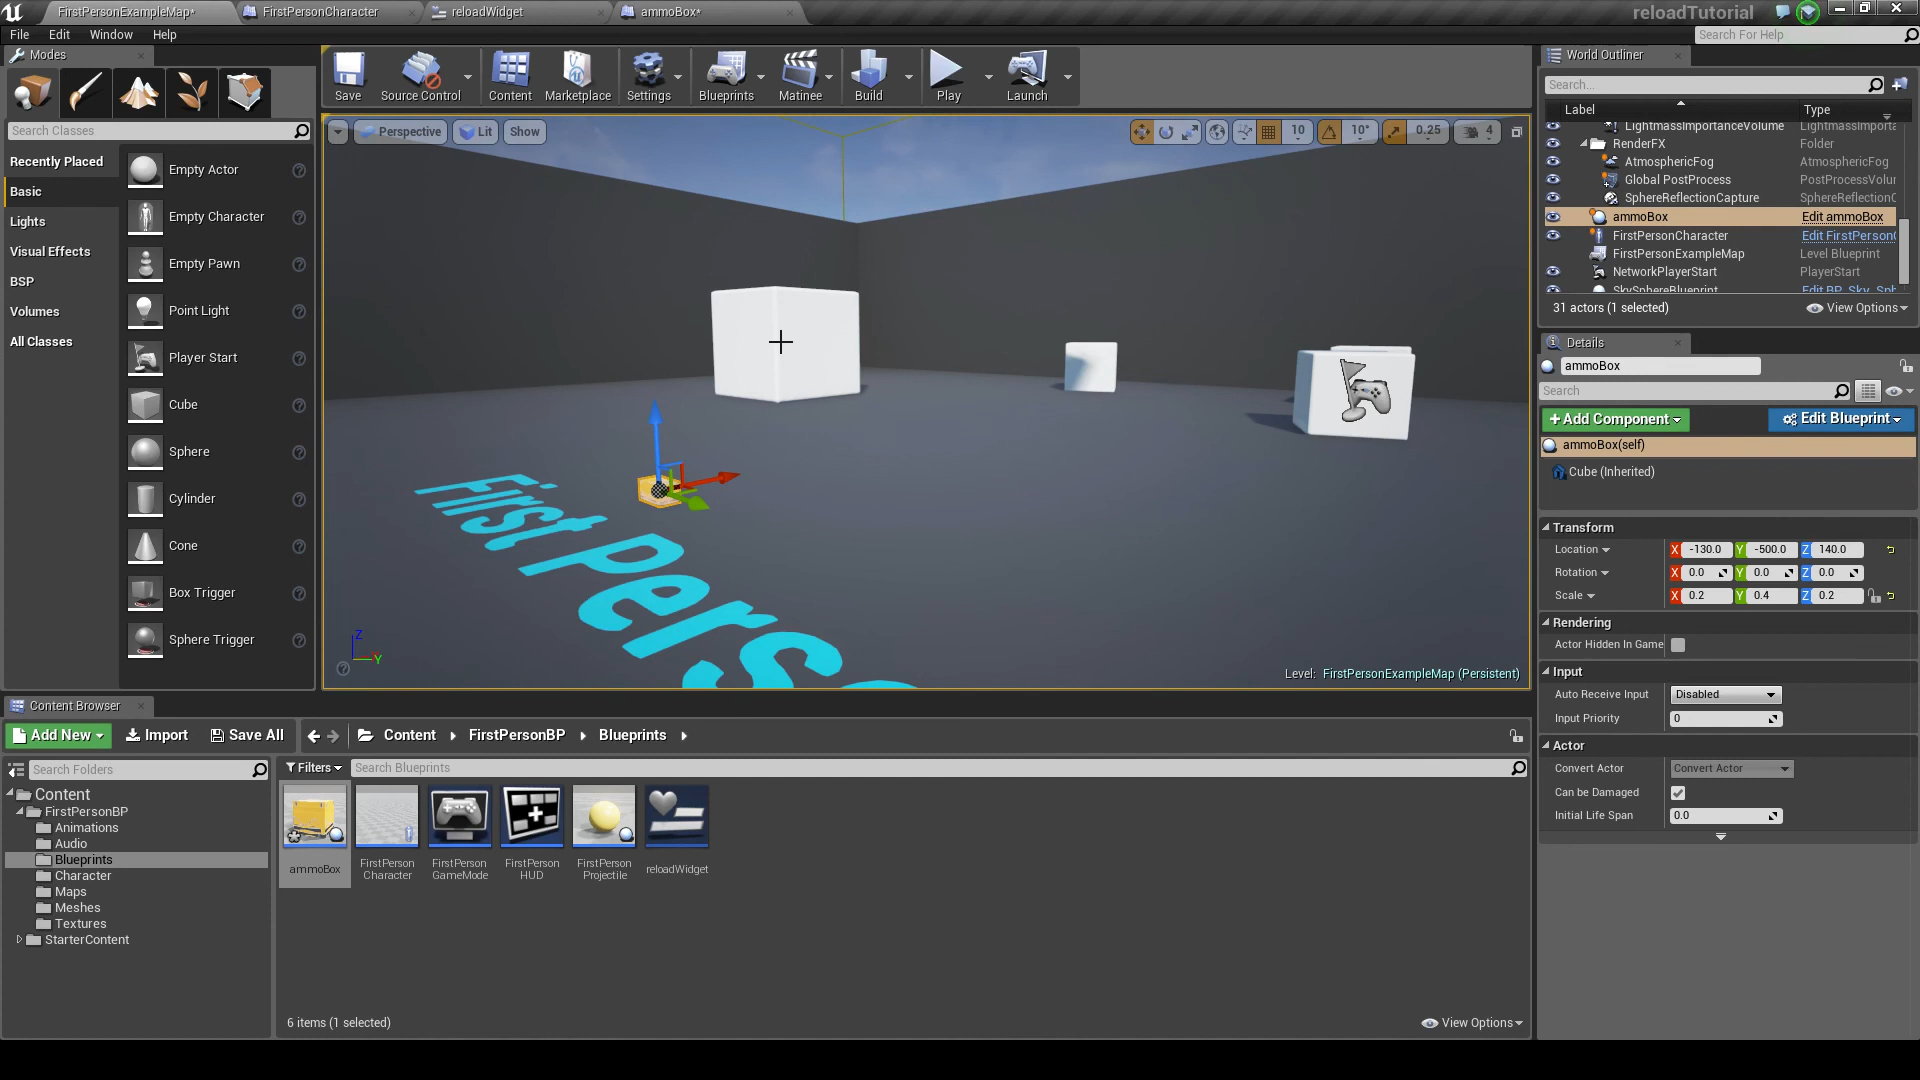 FirstPersonExampleMap*
FirstPersonCharacter
reloadWidget
ammoBox*
reloadTutorial
File Edit Window Help
Search For Help
Modes
Search Classes
Recently Placed
Basic
Lights
Visual Effects
BSP
Volumes
All Classes
Empty Actor
Empty Character
Empty Pawn
Point Light
Player Start
Cube
Sphere
Cylinder
Cone
Box Trigger
Sphere Trigger
Save
Source Control
Content
Marketplace
Settings
Blueprints
Matinee
Build
Play
Launch
Perspective
Lit
Show
10
10°
0.25
4
First Perso
Z
Y
Level: FirstPersonExampleMap (Persistent)
World Outliner
Search...
Label Type
LightmassImportanceVolume Lightmassimporta
RenderFX Folder
AtmosphericFog AtmosphericFog
Global PostProcess PostProcessVolur
SphereReflectionCapture SphereReflectionC
ammoBox Edit ammoBox
FirstPersonCharacter Edit FirstPersonC
FirstPersonExampleMap Level Blueprint
NetworkPlayerStart PlayerStart
SkySphereBlueprint Edit BP_Sky_Sph
31 actors (1 selected)
View Options
Details
ammoBox
Search
+Add Component
Edit Blueprint
ammoBox(self)
Cube (Inherited)
Transform
Location X -130.0 Y -500.0 Z 140.0
Rotation X 0.0 Y 0.0 Z 0.0
Scale X 0.2 Y 0.4 Z 0.2
Rendering
Actor Hidden In Game
Input
Auto Receive Input Disabled
Input Priority 0
Actor
Convert Actor Convert Actor
Can be Damaged
Initial Life Span 0.0
Content Browser
Add New
Import
Save All
Content
FirstPersonBP
Blueprints
Search Folders
Filters
Search Blueprints
Content
FirstPersonBP
Animations
Audio
Blueprints
Character
Maps
Meshes
Textures
StarterContent
ammoBox
FirstPerson
Character
FirstPerson
GameMode
FirstPerson
HUD
FirstPerson
Projectile
reloadWidget
6 items (1 selected)
View Options